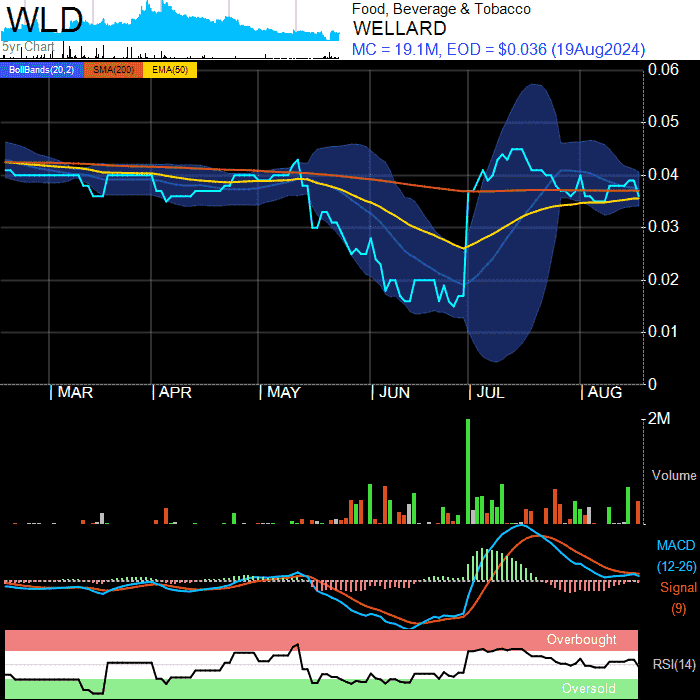 WLD
5yr Chart
Food, Beverage & Tobacco
WELLARD
MC = 19.1M, EOD = $0.036 (19Aug2024)
BollBands(20,2) SMA(200) EMA(50)
0.06
0.05
0.04
0.03
0.02
0.01
0
MAR APR MAY JUN JUL AUG
2M
Volume
MACD
(12-26)
Signal
(9)
Overbought
RSI(14)
Oversold